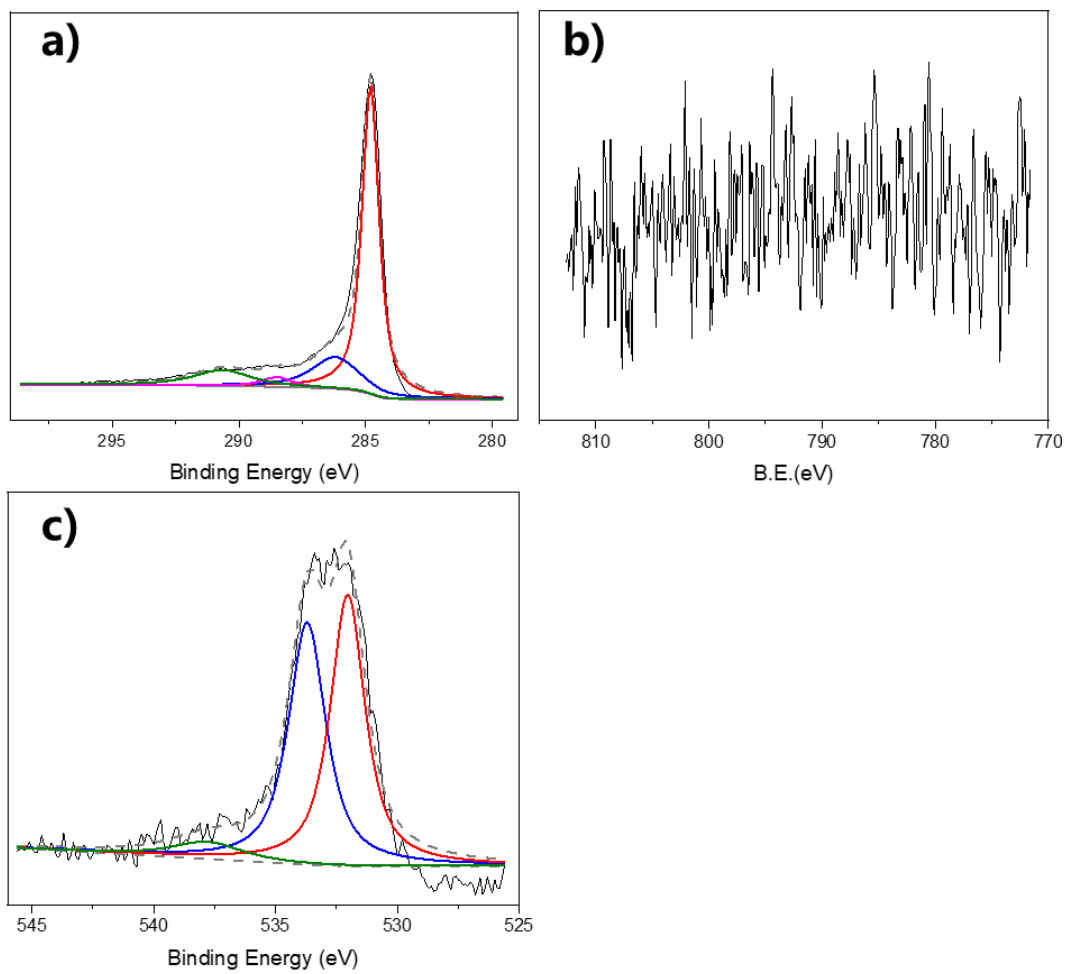 a)
295 290 285 280
Binding Energy (eV)
b)
810 800 790 780 770
B.E.(eV)
c)
545 540 535 530 525
Binding Energy (eV)